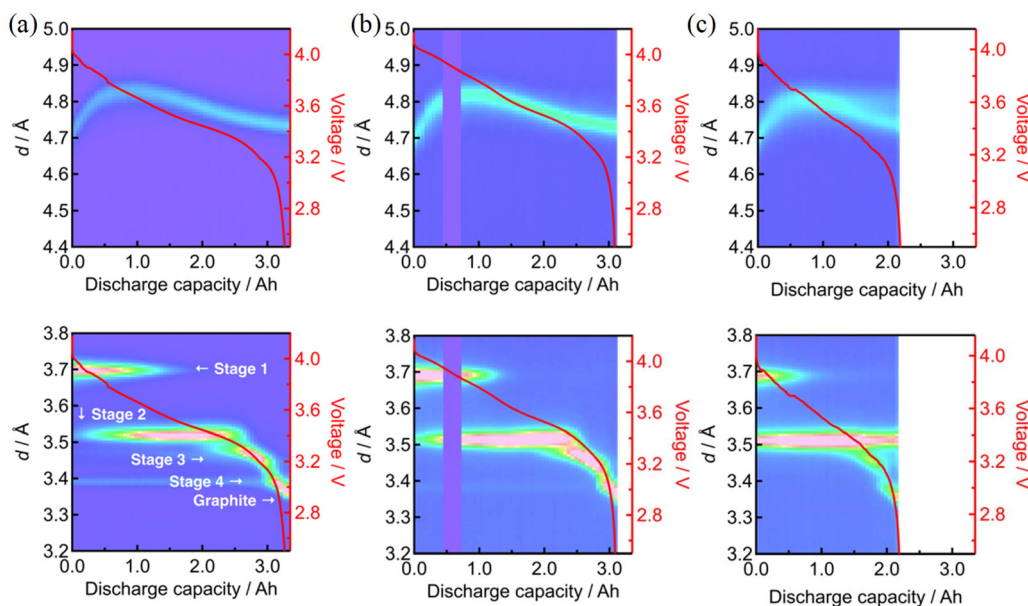 (a)
5.0
4.9
4.8
4.7
4.6
4.5
4.4
d / Å
0.0 1.0 2.0 3.0
Discharge capacity / Ah
4.0
3.6
3.2
2.8
Voltage / V
(b)
5.0
4.9
4.8
4.7
4.6
4.5
4.4
d / Å
0.0 1.0 2.0 3.0
Discharge capacity / Ah
4.0
3.6
3.2
2.8
Voltage / V
(c)
5.0
4.9
4.8
4.7
4.6
4.5
4.4
d / Å
0.0 1.0 2.0 3.0
Discharge capacity / Ah
4.0
3.6
3.2
2.8
Voltage / V
3.8
3.7
3.6
3.5
3.4
3.3
3.2
d / Å
← Stage 1
↓ Stage 2
Stage 3 →
Stage 4 →
Graphite →
0.0 1.0 2.0 3.0
Discharge capacity / Ah
4.0
3.6
3.2
2.8
Voltage / V
3.8
3.7
3.6
3.5
3.4
3.3
3.2
d / Å
0.0 1.0 2.0 3.0
Discharge capacity / Ah
4.0
3.6
3.2
2.8
Voltage / V
3.8
3.7
3.6
3.5
3.4
3.3
3.2
d / Å
0.0 1.0 2.0 3.0
Discharge capacity / Ah
4.0
3.6
3.2
2.8
Voltage / V